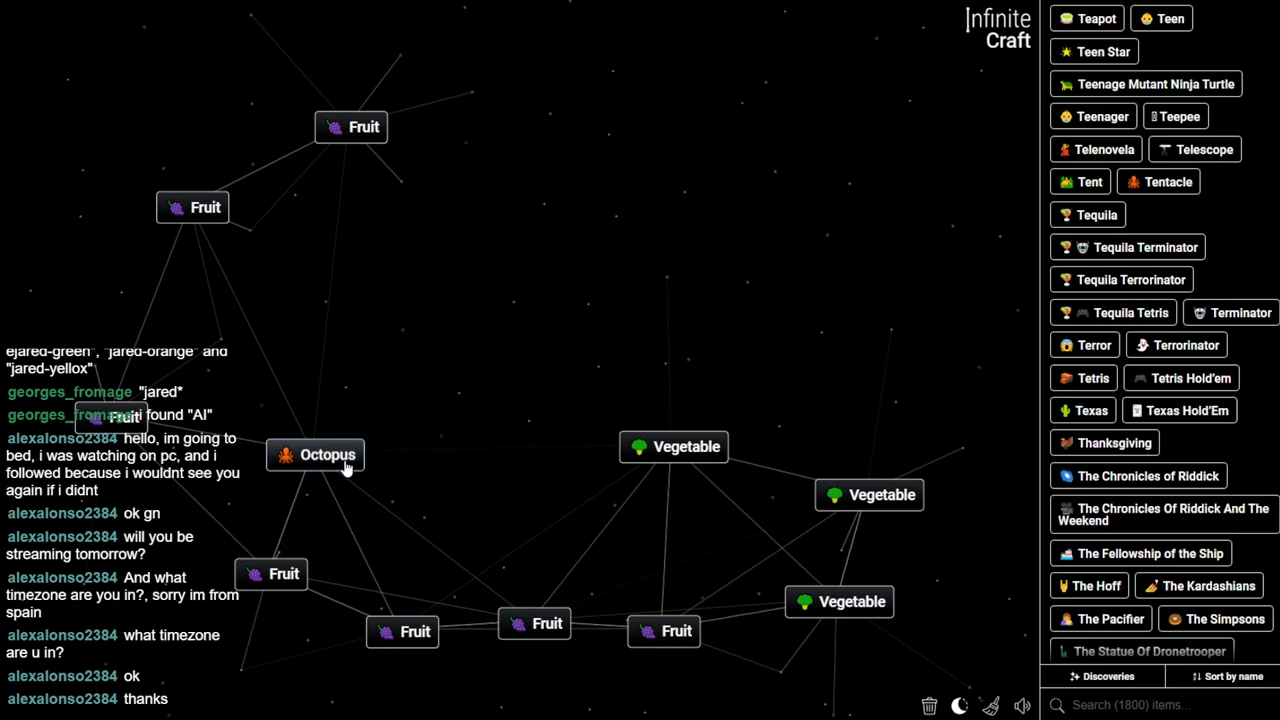 Infinite
Craft
Fruit
Fruit
Fruit
Octopus
Vegetable
Vegetable
Fruit
Vegetable
Fruit
Fruit
Fruit
ejared-green", "jared-orange" and
"jared-yellox"
georges_fromage "jared*
georges_fromage i found "AI"
alexalonso2384 hello, im going to
bed, i was watching on pc, and i
followed because i wouldnt see you
again if i didnt
alexalonso2384 ok gn
alexalonso2384 will you be
streaming tomorrow?
alexalonso2384 And what
timezone are you in?, sorry im from
spain
alexalonso2384 what timezone
are u in?
alexalonso2384 ok
alexalonso2384 thanks
Teapot Teen
Teen Star
Teenage Mutant Ninja Turtle
Teenager Teepee
Telenovela Telescope
Tent Tentacle
Tequila
Tequila Terminator
Tequila Terrorinator
Tequila Tetris Terminator
Terror Terrorinator
Tetris Tetris Hold'em
Texas Texas Hold'Em
Thanksgiving
The Chronicles of Riddick
The Chronicles Of Riddick And The
Weekend
The Fellowship of the Ship
The Hoff The Kardashians
The Pacifier The Simpsons
The Statue Of Dronetrooper
Discoveries Sort by name
Search (1800) items...